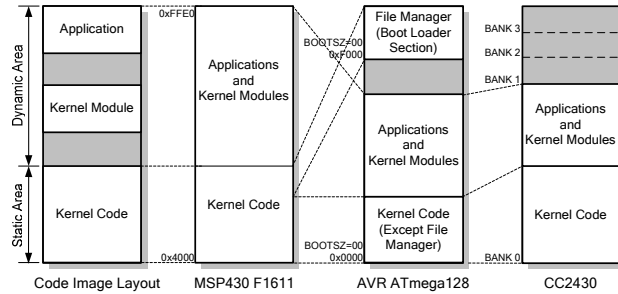 Dynamic Area
Static Area
Application
Kernel Module
Kernel Code
Code Image Layout
0xFFE0
Applications
and
Kernel Modules
Kernel Code
0x4000
MSP430 F1611
BOOTSZ=00
0xF000
File Manager
(Boot Loader
Section)
Applications
and
Kernel Modules
Kernel Code
(Except File
Manager)
BOOTSZ=00
0x0000
AVR ATmega128
BANK 3
BANK 2
BANK 1
Applications
and
Kernel Modules
Kernel Code
BANK 0
CC2430